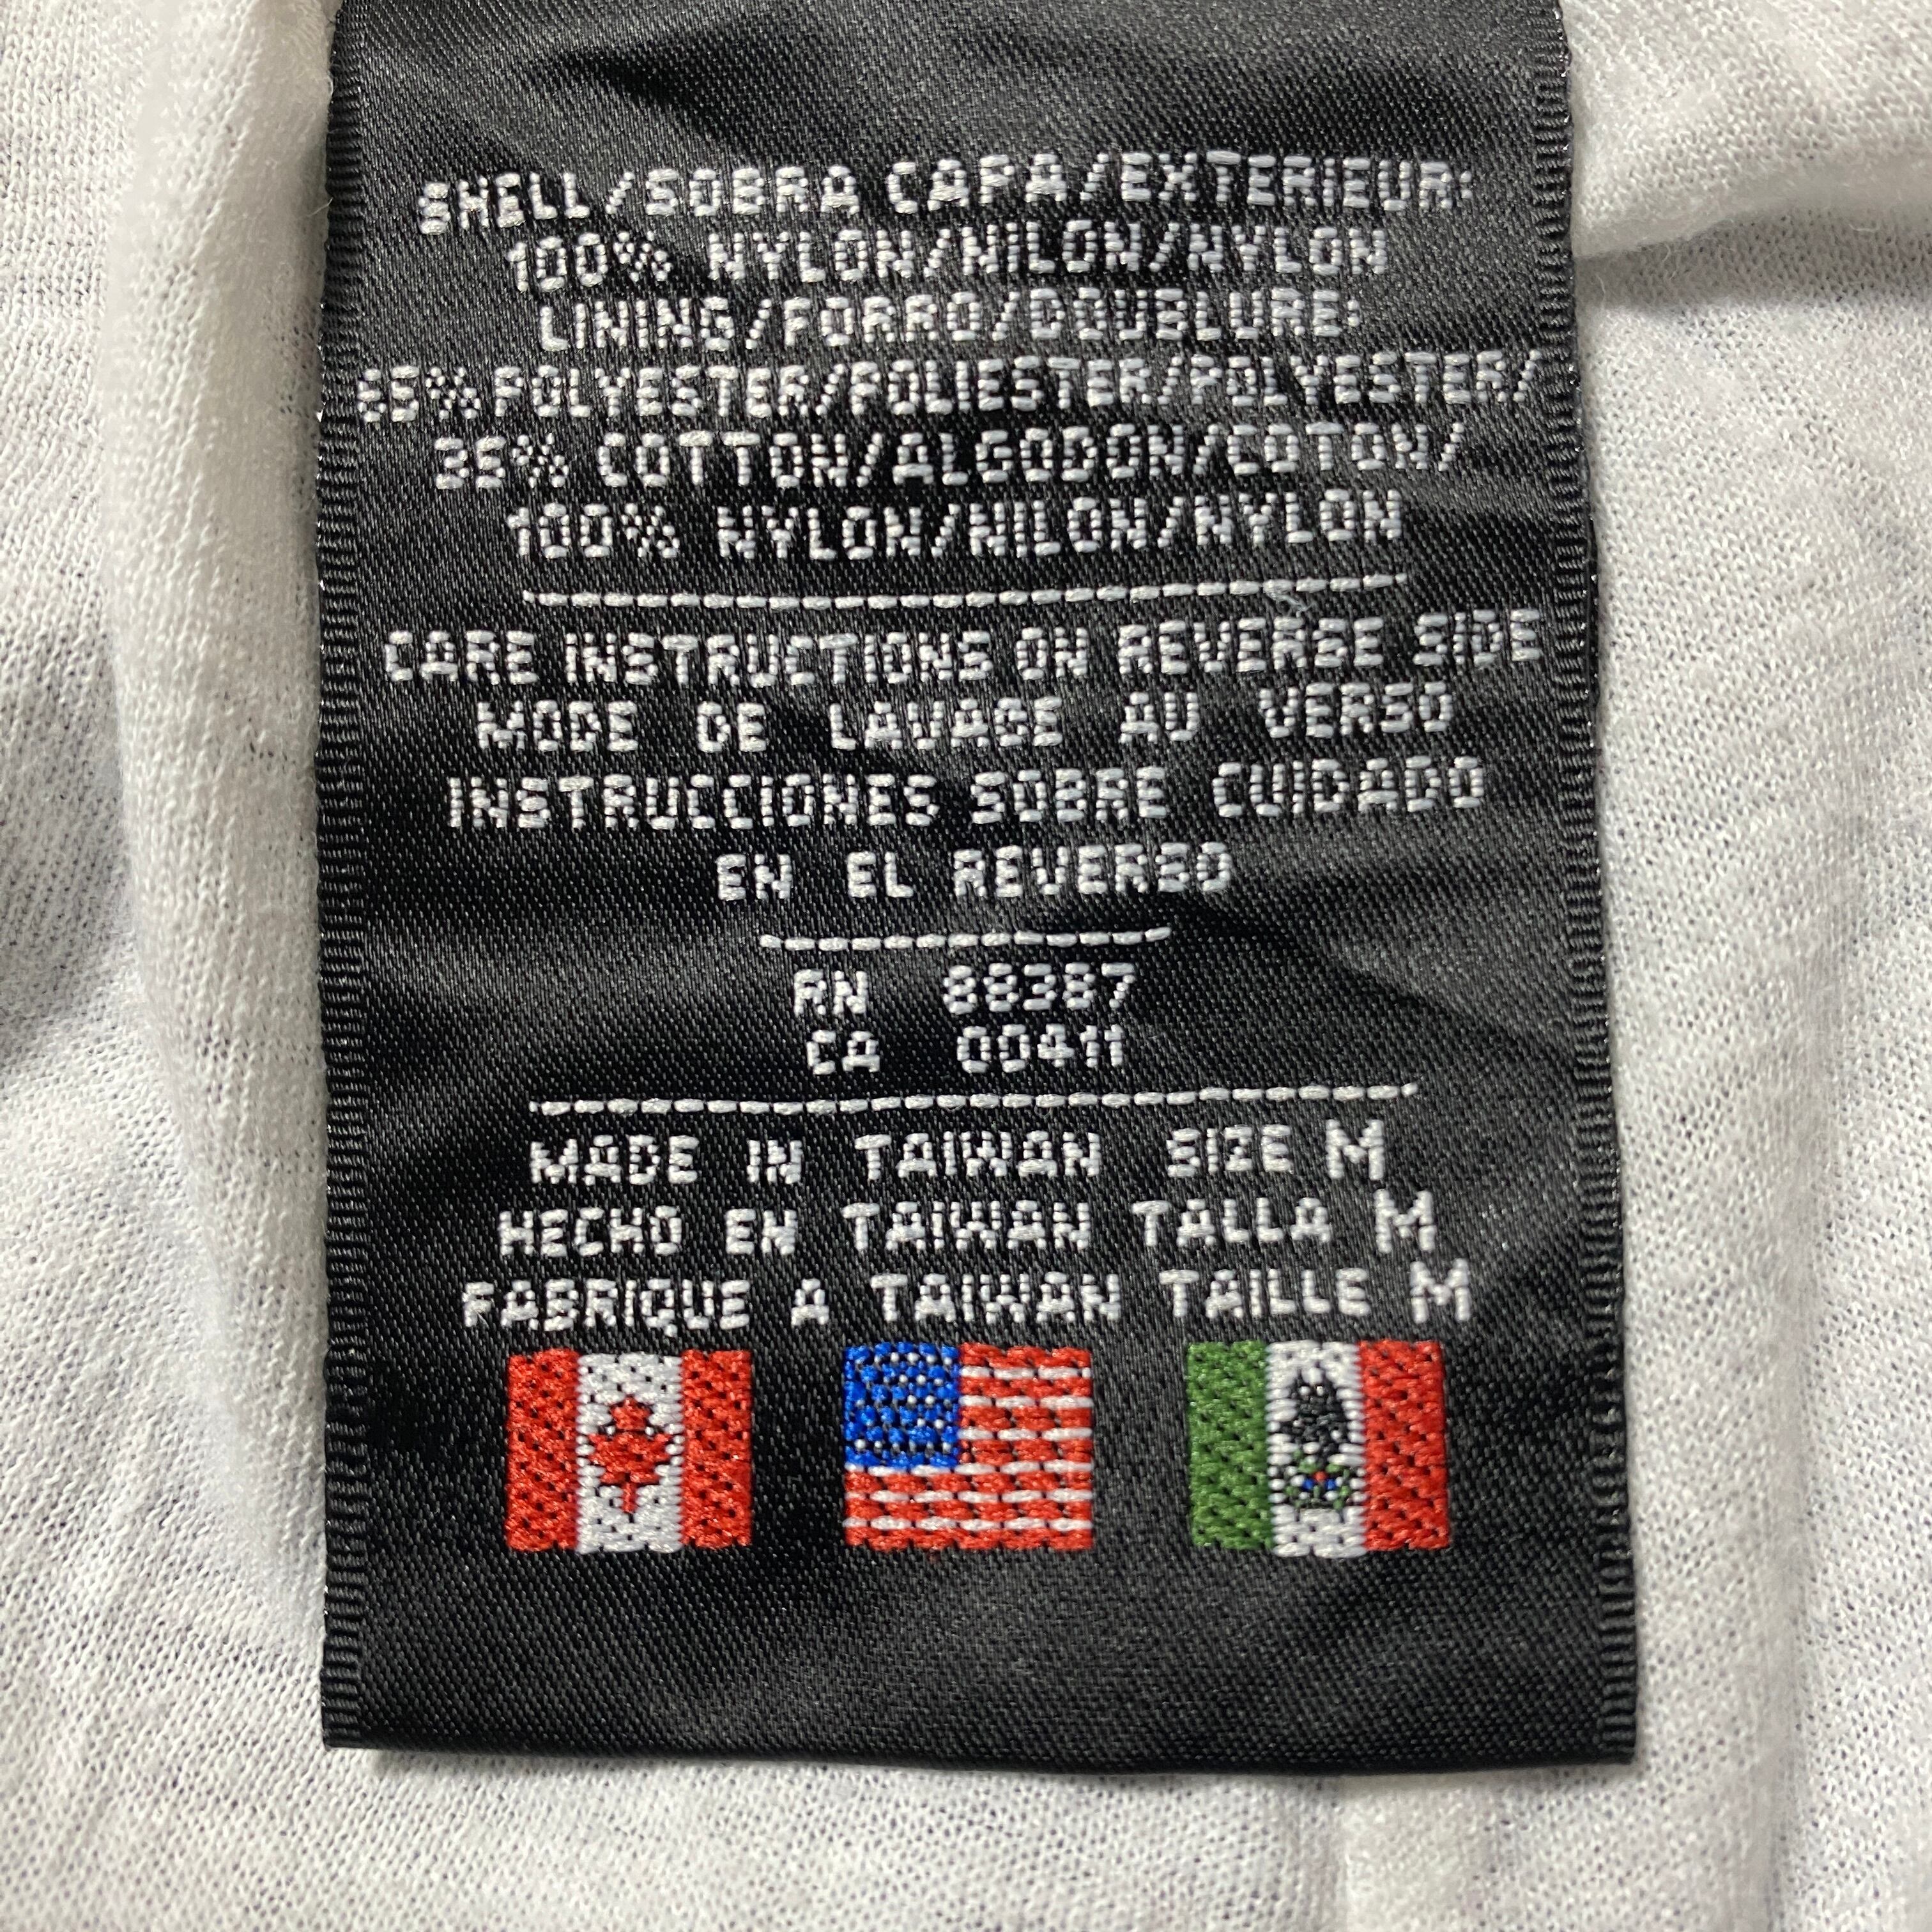 SHELL/SOBRA CAPA/EXTERIEUR:
100% NYLON/NILON/NYLON
LINING/FORRO/DOUBLURE:
65% POLYESTER/POLIESTER/POLYESTER/
35% COTTON/ALGODON/COTON/
100% NYLON/NILON/NYLON
CARE INSTRUCTIONS ON REVERSE SIDE
MODE DE LAVAGE AU VERSO
INSTRUCCIONES SOBRE CUIDADO
EN EL REVERSO
RN 88387
CA 00411
MADE IN TAIWAN SIZE M
HECHO EN TAIWAN TALLA M
FABRIQUE A TAIWAN TAILLE M